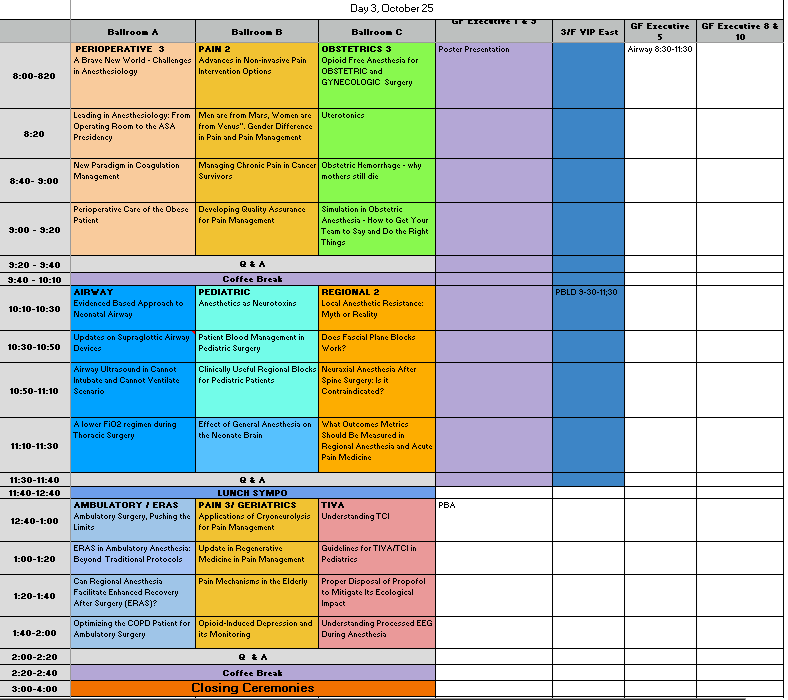 Day 3, October 25
Ballroom A
Ballroom B
Ballroom C
GF Executive 1 & 3
3/F VIP East
GF Executive
5
GF Executive 8 &
10
8:00-820
PERIOPERATIVE 3
A Brave New World - Challenges
in Anesthesiology
PAIN 2
Advances in Non-invasive Pain
Intervention Options
OBSTETRICS 3
Opioid Free Anesthesia for
OBSTETRIC and
GYNECOLOGIC Surgery
Poster Presentation
Airway 8:30-11:30
8:20
Leading in Anesthesiology: From
Operating Room to the ASA
Presidency
Men are from Mars, Women are
from Venus". Gender Difference
in Pain and Pain Management
Uterotonics
8:40- 9:00
New Paradigm in Coagulation
Management
Managing Chronic Pain in Cancer
Survivors
Obstetric Hemorrhage - why
mothers still die
9:00 - 9:20
Perioperative Care of the Obese
Patient
Developing Quality Assurance
for Pain Management
Simulation in Obstetric
Anesthesia - How to Get Your
Team to Say and Do the Right
Things
9:20 - 9:40
Q & A
9:40 - 10:10
Coffee Break
10:10-10:30
AIRWAY
Evidenced Based Approach to
Neonatal Airway
PEDIATRIC
Anesthetics as Neurotoxins
REGIONAL 2
Local Anesthetic Resistance:
Myth or Reality
PBLD 9-30-11;30
10:30-10:50
Updates on Supraglottic Airway
Devices
Patient Blood Management in
Pediatric Surgery
Does Fascial Plane Blocks
Work?
10:50-11:10
Airway Ultrasound in Cannot
Intubate and Cannot Ventilate
Scenario
Clinically Useful Regional Blocks
for Pediatric Patients
Neuraxial Anesthesia After
Spine Surgery: Is it
Contraindicated?
11:10-11:30
A lower FiO2 regimen during
Thoracic Surgery
Effect of General Anesthesia on
the Neonate Brain
What Outcomes Metrics
Should Be Measured in
Regional Anesthesia and Acute
Pain Medicine
11:30-11:40
Q & A
11:40-12:40
LUNCH SYMPO
12:40-1:00
AMBULATORY / ERAS
Ambulatory Surgery, Pushing the
Limits
PAIN 3/ GERIATRICS
Applications of Cryoneurolysis
for Pain Management
TIVA
Understanding TCI
PBA
1:00-1:20
ERAS in Ambulatory Anesthesia:
Beyond Traditional Protocols
Update in Regenerative
Medicine in Pain Management
Guidelines for TIVA/TCI in
Pediatrics
1:20-1:40
Can Regional Anesthesia
Facilitate Enhanced Recovery
After Surgery (ERAS)?
Pain Mechanisms in the Elderly
Proper Disposal of Propofol
to Mitigate Its Ecological
Impact
1:40-2:00
Optimizing the COPD Patient for
Ambulatory Surgery
Opioid-Induced Depression and
its Monitoring
Understanding Processed EEG
During Anesthesia
2:00-2:20
Q & A
2:20-2:40
Coffee Break
3:00-4:00
Closing Ceremonies